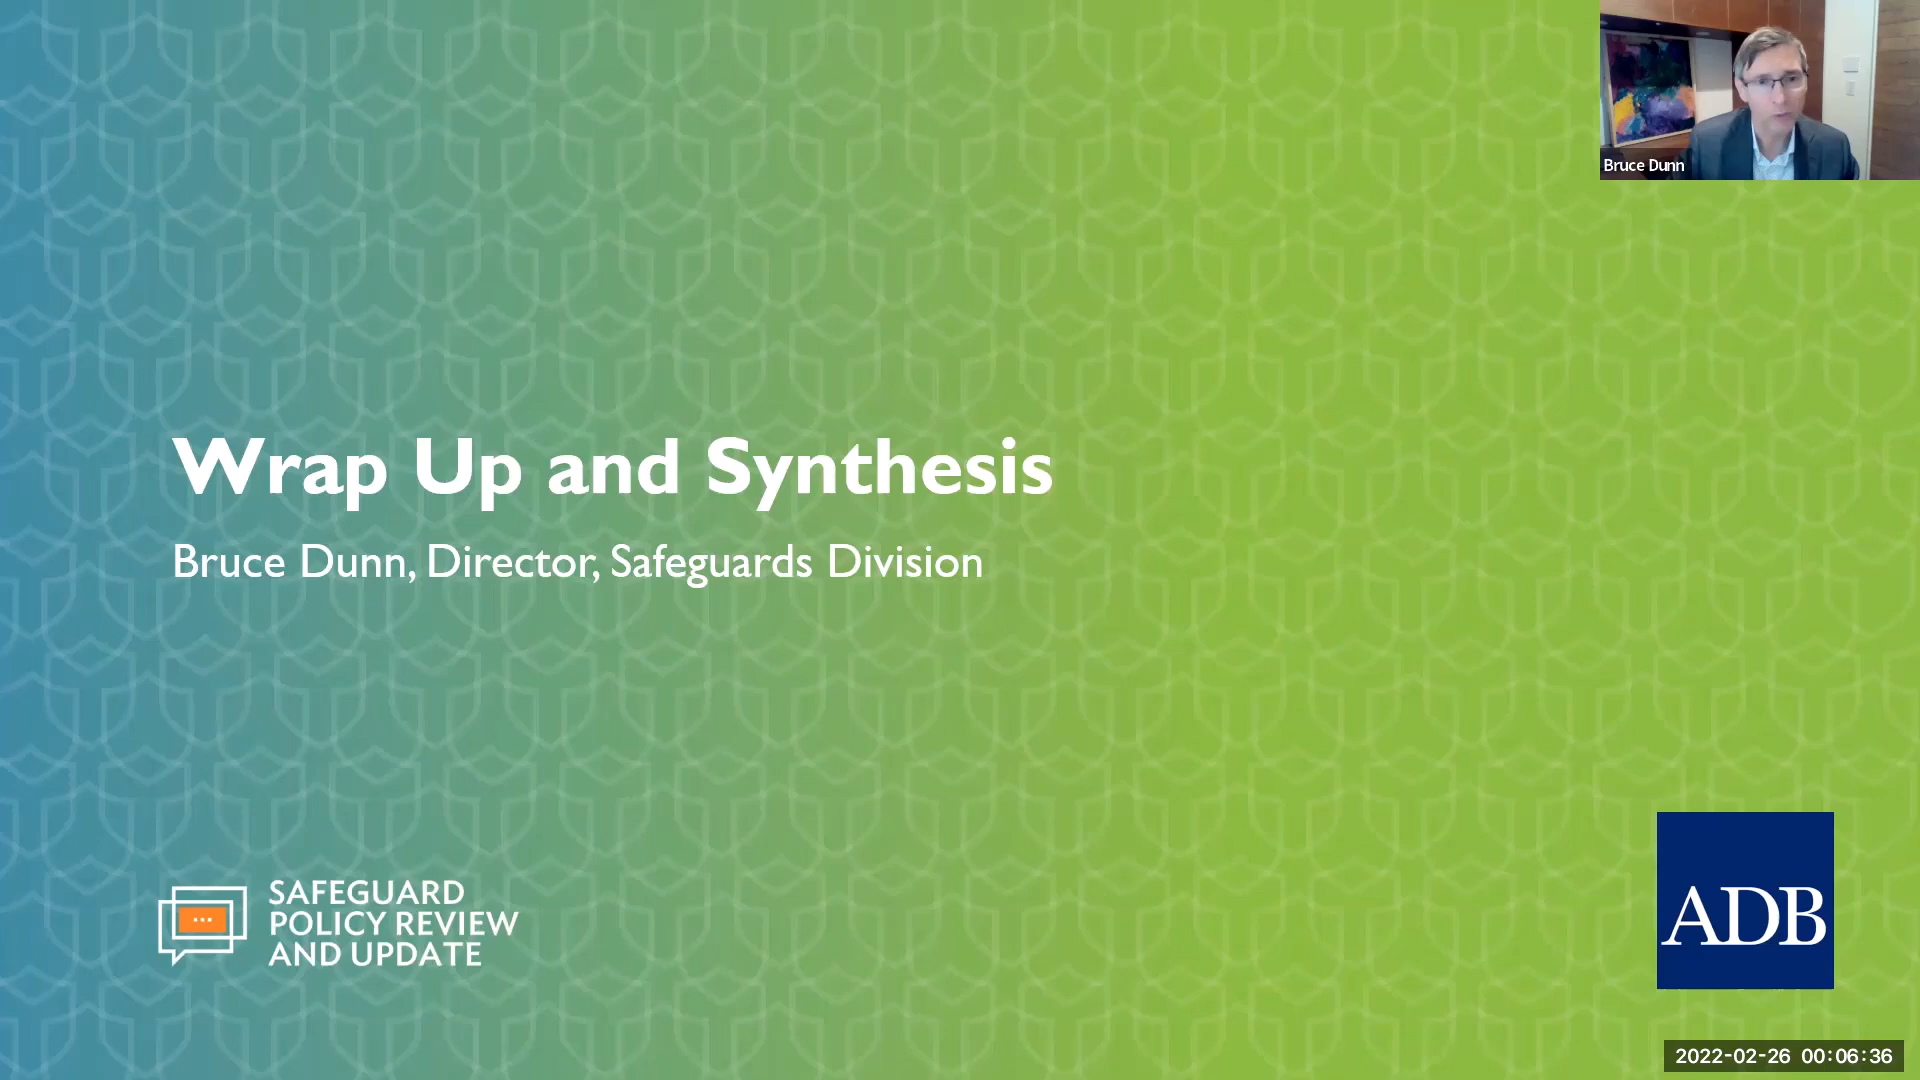 Bruce Dunn
Wrap Up and Synthesis
Bruce Dunn, Director, Safeguards Division
SAFEGUARD
POLICY REVIEW
AND UPDATE
ADB
2022-02-26 00:06:36